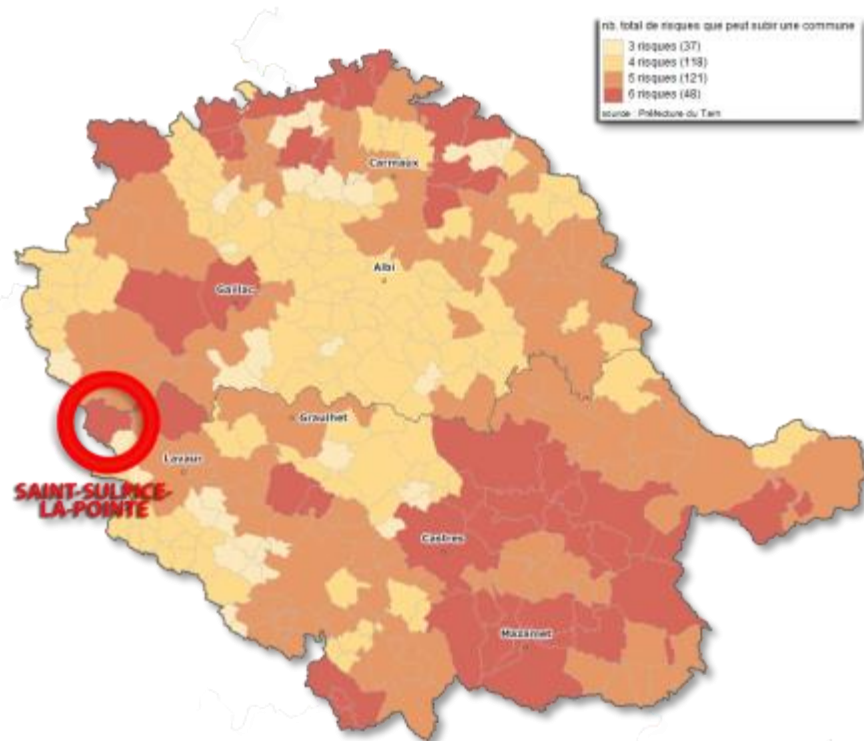 nb. total de risques que peut subir une commune
3 risques (37)
4 risques (118)
5 risques (121)
6 risques (48)
source : Préfecture du Tarn
Carmaux
Albi
Gaillac
Graulhet
Lavaur
SAINT-SULPICE-
LA-POINTE
Castres
Mazamet